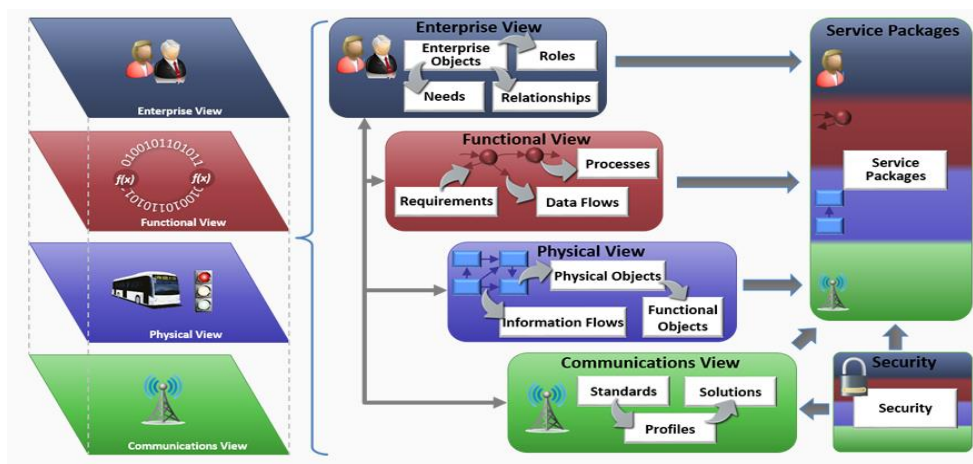 Enterprise View
0100101101011
f(x)
f(x)
Functional View
Physical View
Communications View
Enterprise View
Enterprise
Objects
Roles
Needs
Relationships
Functional View
Processes
Requirements
Data Flows
Physical View
Physical Objects
Information Flows
Functional
Objects
Communications View
Standards
Solutions
Profiles
Service Packages
Service
Packages
Security
Security